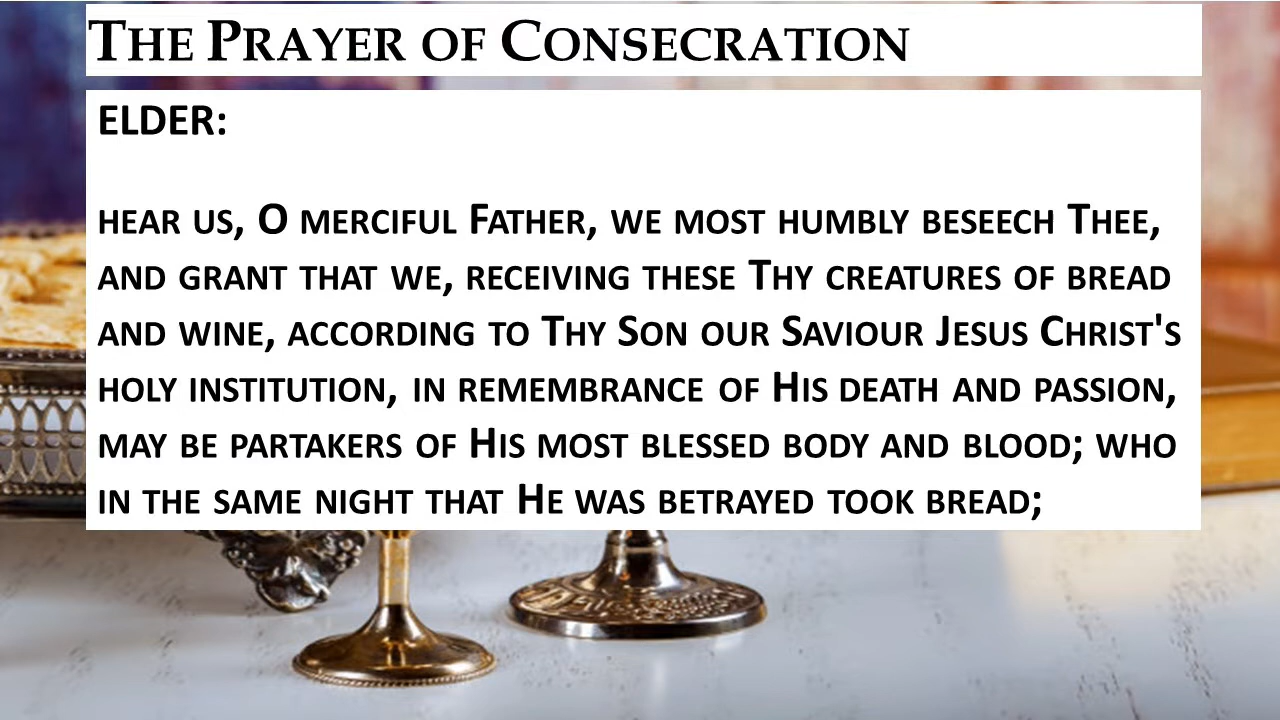 The Prayer of Consecration
ELDER:
hear us, O merciful Father, we most humbly beseech Thee,
and grant that we, receiving these Thy creatures of bread
and wine, according to Thy Son our Saviour Jesus Christ's
holy institution, in remembrance of His death and passion,
may be partakers of His most blessed body and blood; who
in the same night that He was betrayed took bread;